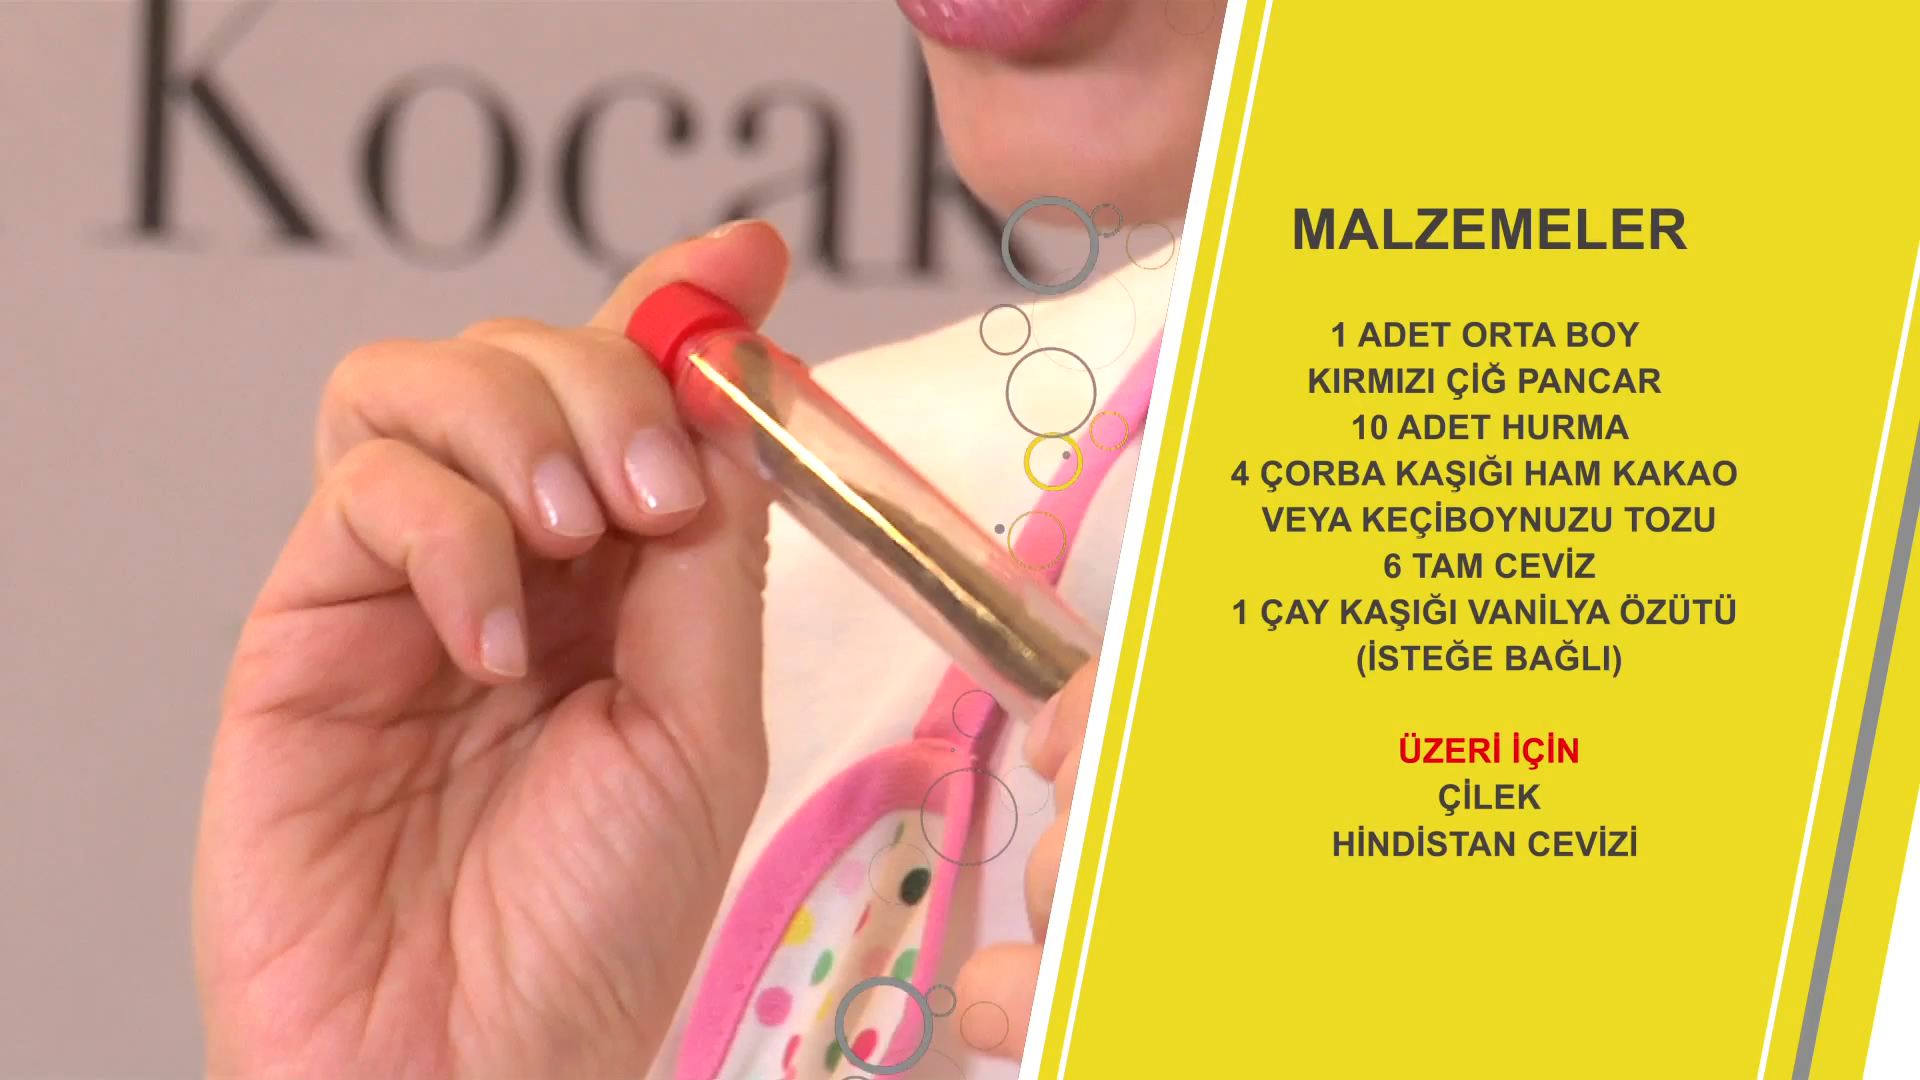 Koçak
MALZEMELER
1 ADET ORTA BOY
KIRMIZI ÇİĞ PANCAR
10 ADET HURMA
4 ÇORBA KAŞIĞI HAM KAKAO
VEYA KEÇİBOYNUZU TOZU
6 TAM CEVİZ
1 ÇAY KAŞIĞI VANİLYA ÖZÜTÜ
(İSTEĞE BAĞLI)
ÜZERİ İÇİN
ÇİLEK
HİNDİSTAN CEVİZİ